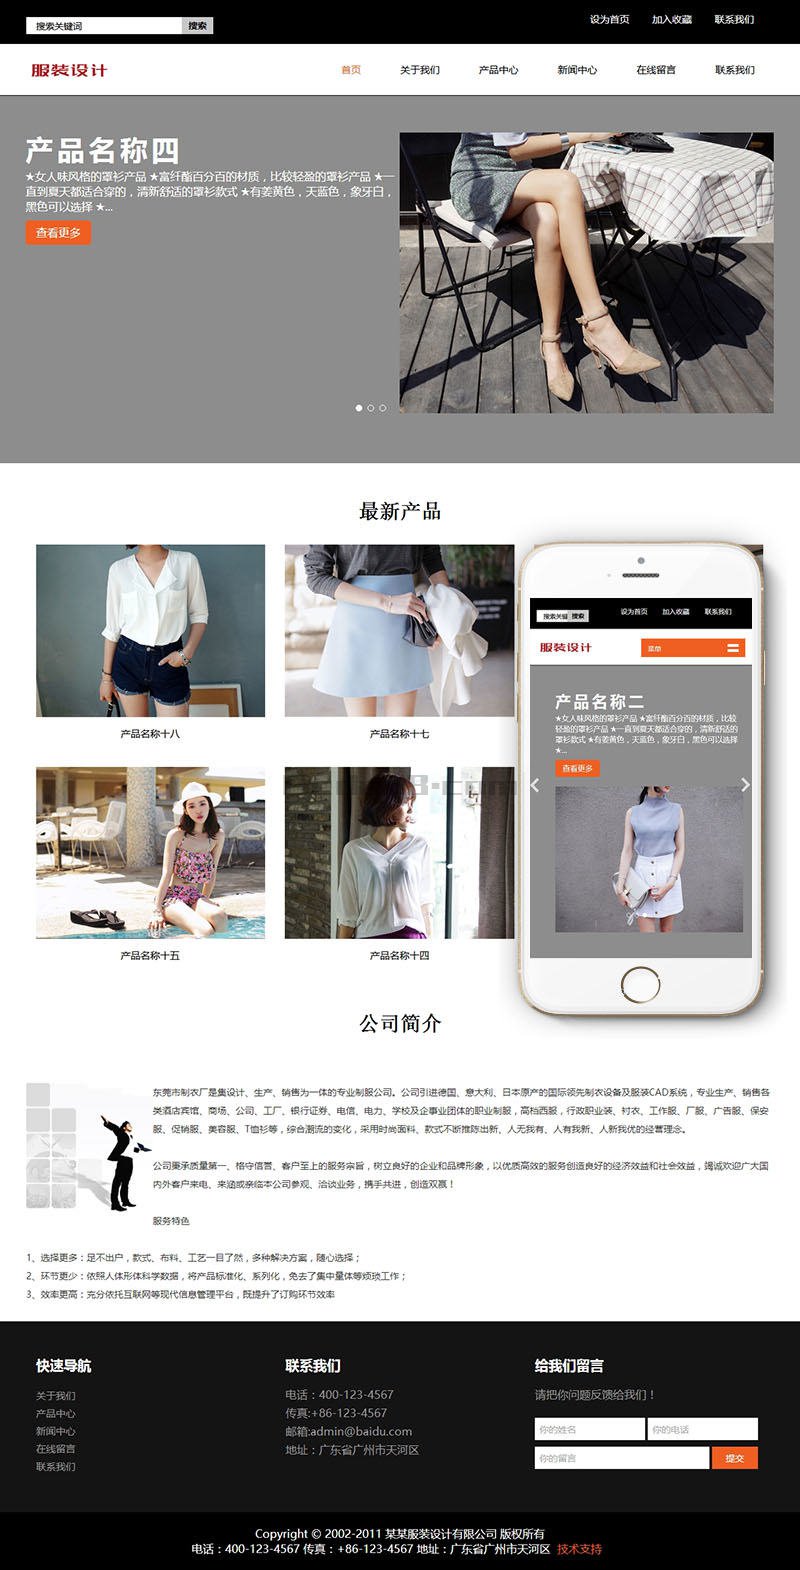 搜索关键词 搜索
设为首页 加入收藏 联系我们
服装设计
首页 关于我们 产品中心 新闻中心 在线留言 联系我们
产品名称四
★女人味风格的罩衫产品 ★富纤酯百分百的材质，比较轻盈的罩衫产品 ★一
直到夏天都适合穿的，清新舒适的罩衫款式 ★有姜黄色，天蓝色，象牙白，
黑色可以选择 ★...
查看更多
最新产品
产品名称十八
产品名称十七
产品名称十五
产品名称十四
搜索关键 搜索
设为首页 加入收藏 联系我们
服装设计
菜单
产品名称二
★女人味风格的罩衫产品 ★富纤酯百分百的材质，比较
轻盈的罩衫产品 ★一直到夏天都适合穿的，清新舒适的
罩衫款式 ★有姜黄色，天蓝色，象牙白，黑色可以选择
★...
查看更多
公司简介
东莞市制衣厂是集设计、生产、销售为一体的专业制服公司。公司引进德国、意大利、日本原产的国际领先制衣设备及服装CAD系统，专业生产、销售各
类酒店宾馆、商场、公司、工厂、银行证券、电信、电力、学校及企事业团体的职业制服，高档西服，行政职业装、衬衣、工作服、厂服、广告服、保安
服、促销服、美容服、T恤衫等，综合潮流的变化，采用时尚面料、款式不断推陈出新、人无我有、人有我新、人新我优的经营理念。
公司秉承质量第一、恪守信誉、客户至上的服务宗旨，树立良好的企业和品牌形象，以优质高效的服务创造良好的经济效益和社会效益，竭诚欢迎广大国
内外客户来电、来涵或亲临本公司参观、洽谈业务，携手共进，创造双赢！
服务特色
1、选择更多：足不出户，款式、布料、工艺一目了然，多种解决方案，随心选择；
2、环节更少：依照人体形体科学数据，将产品标准化、系列化，免去了集中量体等烦琐工作；
3、效率更高：充分依托互联网等现代信息管理平台，既提升了订购环节效率
快速导航
关于我们
产品中心
新闻中心
在线留言
联系我们
联系我们
电话：400-123-4567
传真:+86-123-4567
邮箱:admin@baidu.com
地址：广东省广州市天河区
给我们留言
请把你问题反馈给我们！
你的姓名 你的电话
你的留言 提交
Copyright © 2002-2011 某某服装设计有限公司 版权所有
电话：400-123-4567 传真：+86-123-4567 地址：广东省广州市天河区 技术支持